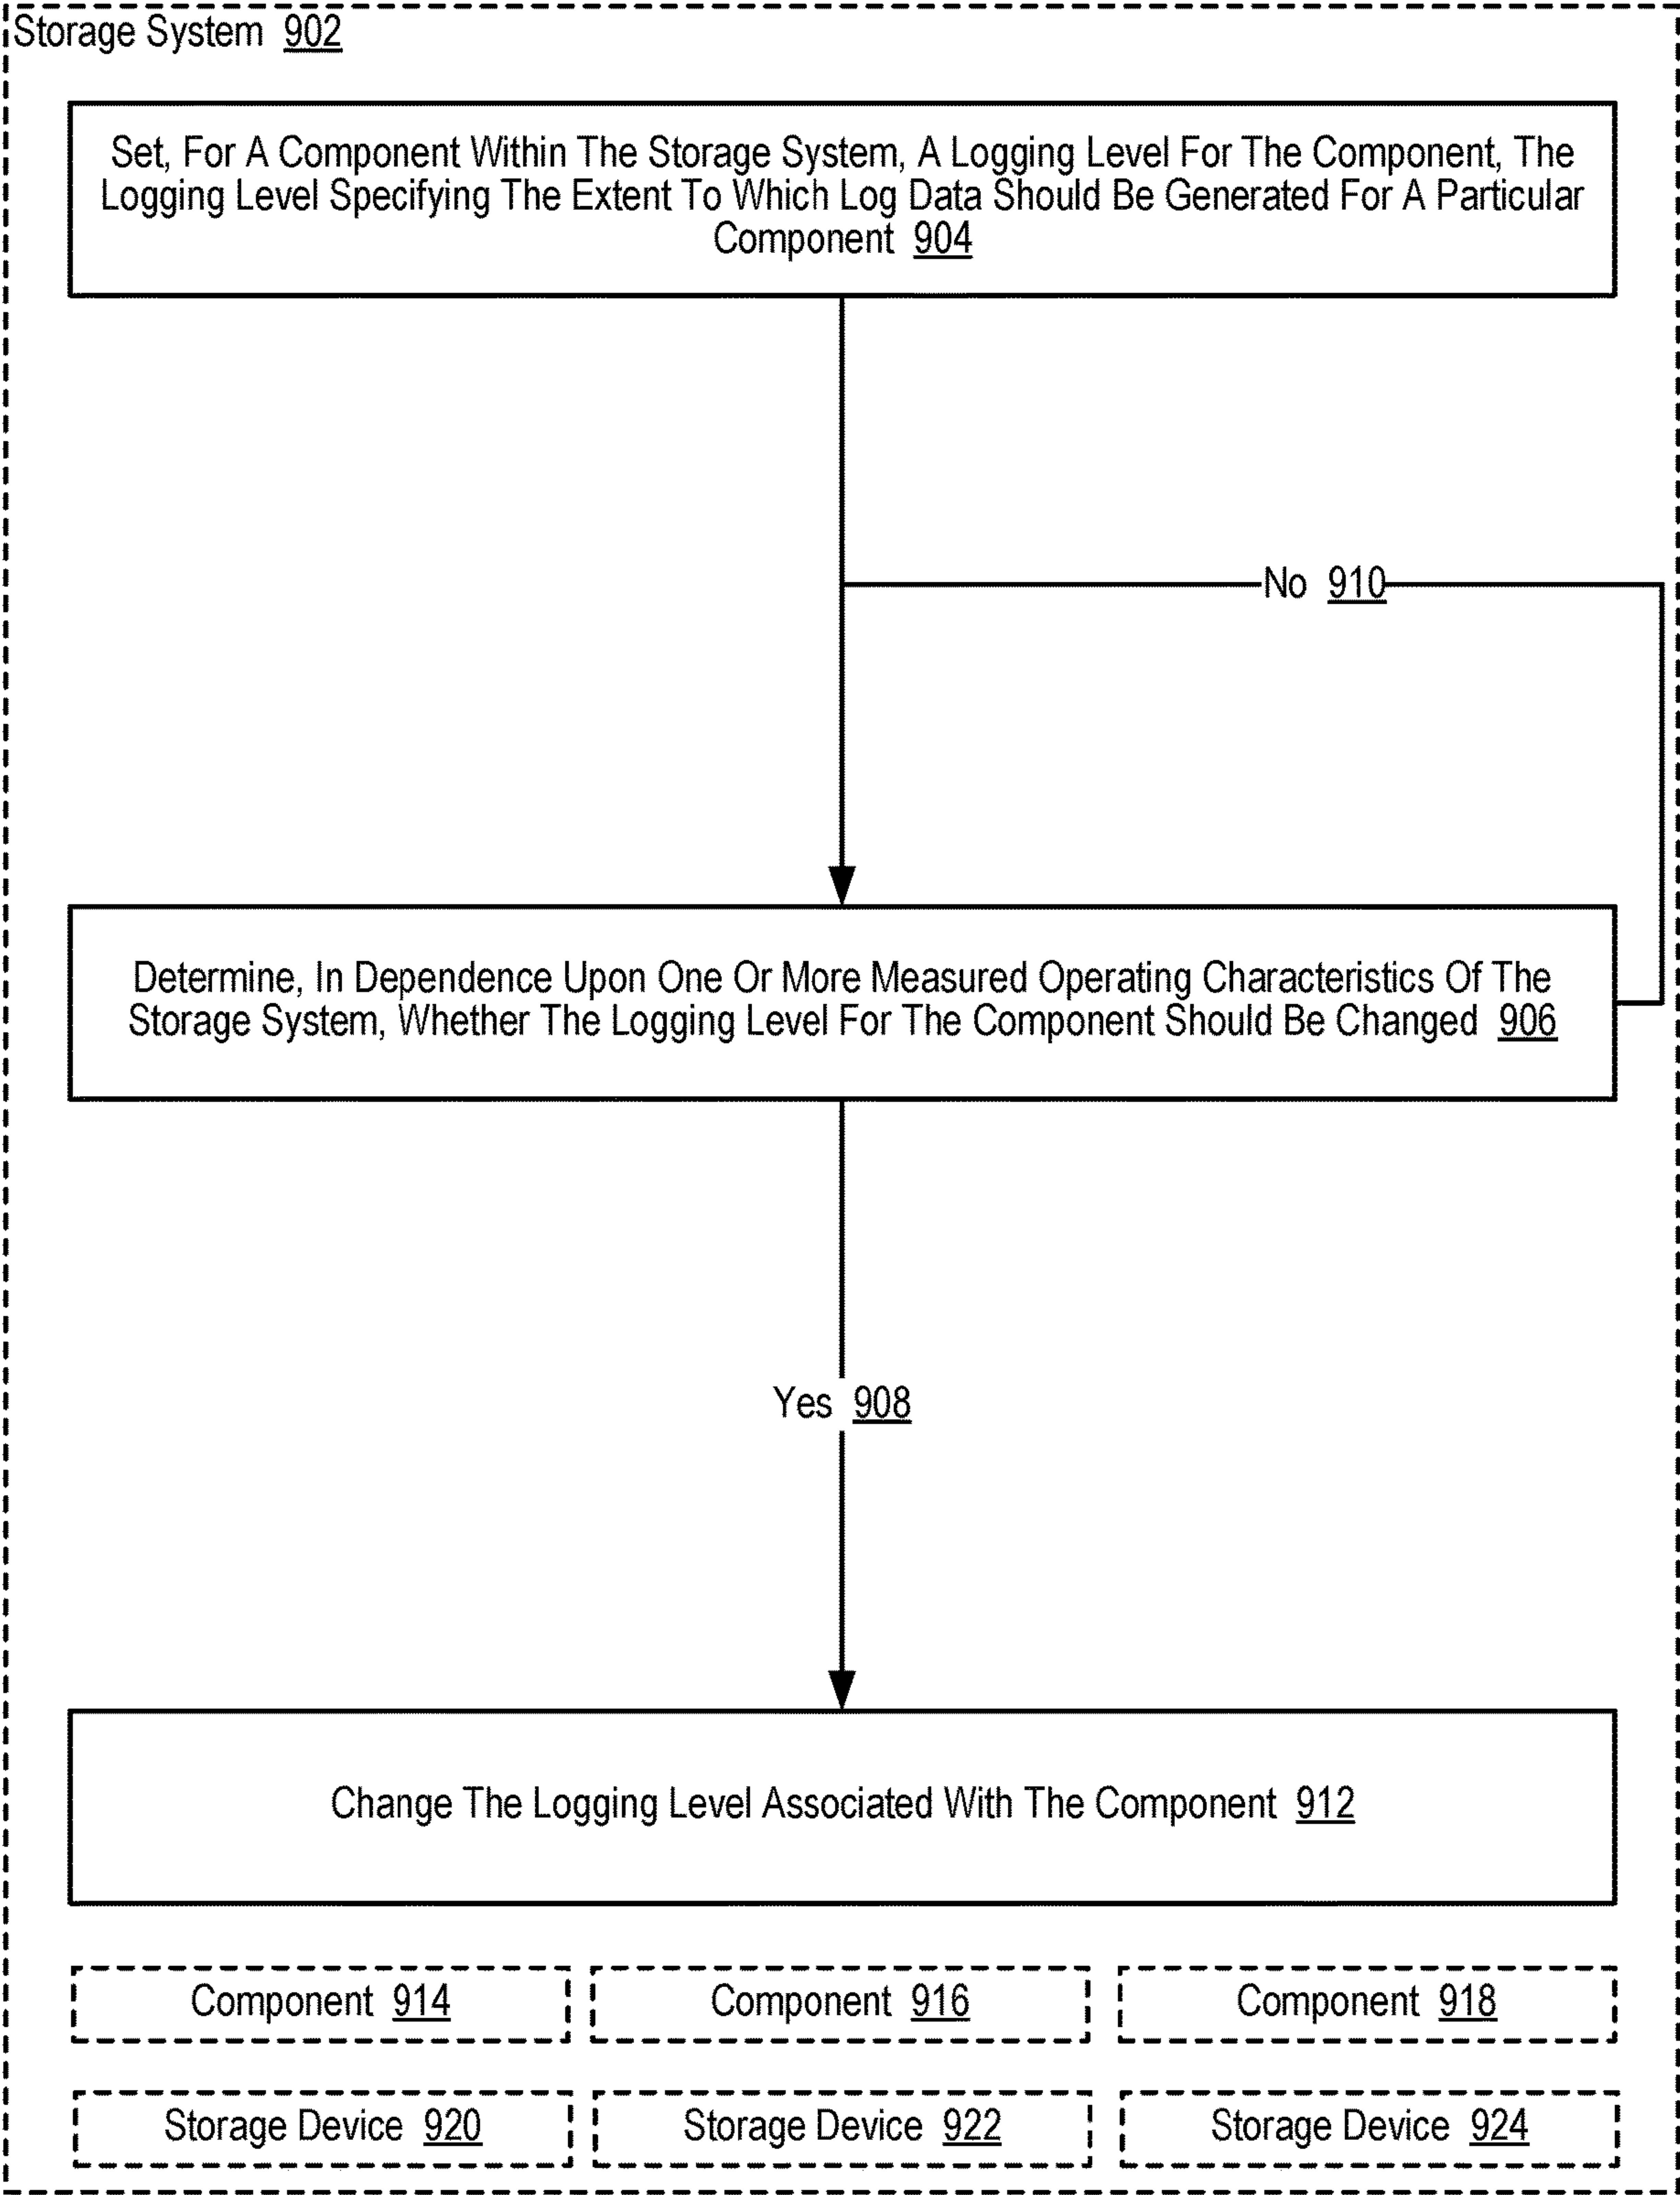 Storage System 902
Set, For A Component Within The Storage System, A Logging Level For The Component, The
Logging Level Specifying The Extent To Which Log Data Should Be Generated For A Particular
Component 904
No 910
Determine, In Dependence Upon One Or More Measured Operating Characteristics Of The
Storage System, Whether The Logging Level For The Component Should Be Changed 906
Yes 908
Change The Logging Level Associated With The Component 912
Component 914
Component 916
Component 918
Storage Device 920
Storage Device 922
Storage Device 924